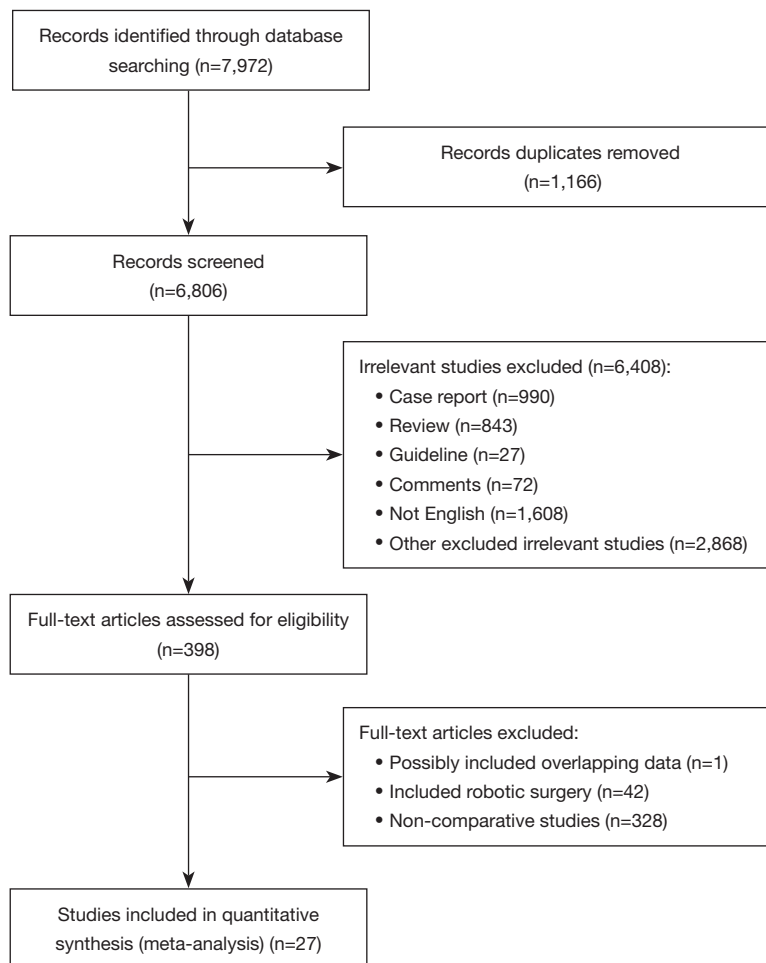 Records identified through database
searching (n=7,972)
Records duplicates removed
(n=1,166)
Records screened
(n=6,806)
Irrelevant studies excluded (n=6,408):
• Case report (n=990)
• Review (n=843)
• Guideline (n=27)
• Comments (n=72)
• Not English (n=1,608)
• Other excluded irrelevant studies (n=2,868)
Full-text articles assessed for eligibility
(n=398)
Full-text articles excluded:
• Possibly included overlapping data (n=1)
• Included robotic surgery (n=42)
• Non-comparative studies (n=328)
Studies included in quantitative
synthesis (meta-analysis) (n=27)